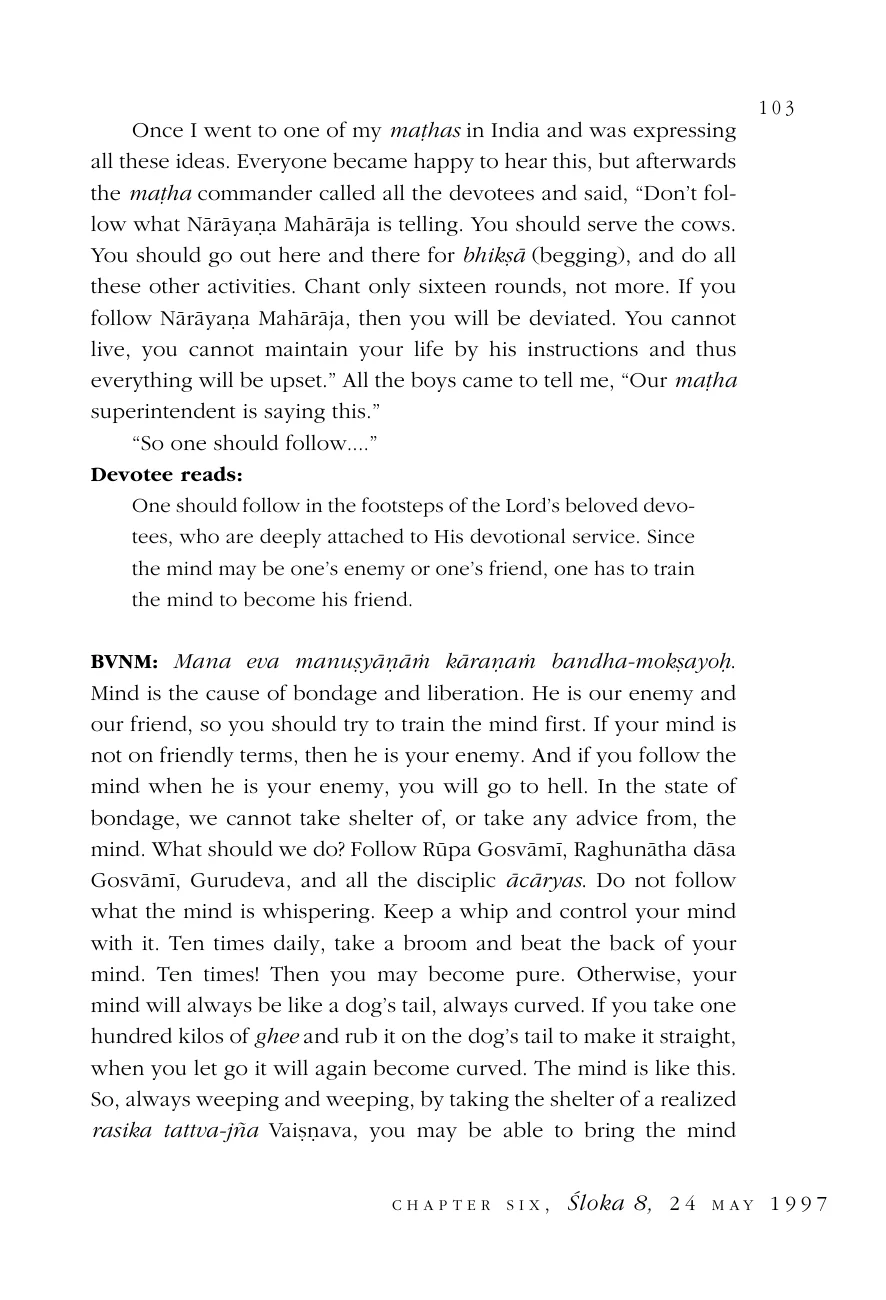 103
Once I went to one of my maṭhas in India and was expressing
all these ideas. Everyone became happy to hear this, but afterwards
the maṭha commander called all the devotees and said, “Don’t fol-
low what Nārāyaṇa Mahārāja is telling. You should serve the cows.
You should go out here and there for bhikṣā (begging), and do all
these other activities. Chant only sixteen rounds, not more. If you
follow Nārāyaṇa Mahārāja, then you will be deviated. You cannot
live, you cannot maintain your life by his instructions and thus
everything will be upset.” All the boys came to tell me, “Our maṭha
superintendent is saying this.”
“So one should follow....”
Devotee reads:
One should follow in the footsteps of the Lord’s beloved devo-
tees, who are deeply attached to His devotional service. Since
the mind may be one’s enemy or one’s friend, one has to train
the mind to become his friend.
BVNM: Mana eva manuṣyāṇāṁ kāraṇaṁ bandha-mokṣayoḥ.
Mind is the cause of bondage and liberation. He is our enemy and
our friend, so you should try to train the mind first. If your mind is
not on friendly terms, then he is your enemy. And if you follow the
mind when he is your enemy, you will go to hell. In the state of
bondage, we cannot take shelter of, or take any advice from, the
mind. What should we do? Follow Rūpa Gosvāmī, Raghunātha dāsa
Gosvāmī, Gurudeva, and all the disciplic ācāryas. Do not follow
what the mind is whispering. Keep a whip and control your mind
with it. Ten times daily, take a broom and beat the back of your
mind. Ten times! Then you may become pure. Otherwise, your
mind will always be like a dog’s tail, always curved. If you take one
hundred kilos of ghee and rub it on the dog’s tail to make it straight,
when you let go it will again become curved. The mind is like this.
So, always weeping and weeping, by taking the shelter of a realized
rasika tattva-jña Vaiṣṇava, you may be able to bring the mind
CHAPTER SIX, Śloka 8, 24 MAY 1997